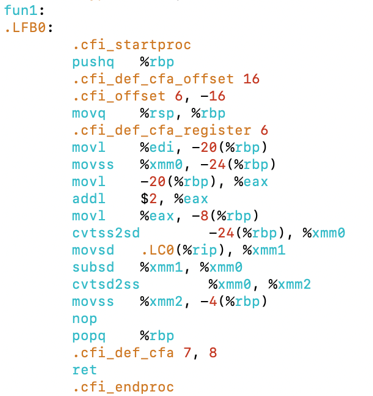 fun1:
.LFB0:
.cfi_startproc
pushq %rbp
.cfi_def_cfa_offset 16
.cfi_offset 6, -16
movq %rsp, %rbp
.cfi_def_cfa_register 6
movl %edi, -20(%rbp)
movss %xmm0, -24(%rbp)
movl -20(%rbp), %eax
addl $2, %eax
movl %eax, -8(%rbp)
cvtss2sd -24(%rbp), %xmm0
movsd .LC0(%rip), %xmm1
subsd %xmm1, %xmm0
cvtsd2ss %xmm0, %xmm2
movss %xmm2, -4(%rbp)
nop
popq %rbp
.cfi_def_cfa 7, 8
ret
.cfi_endproc